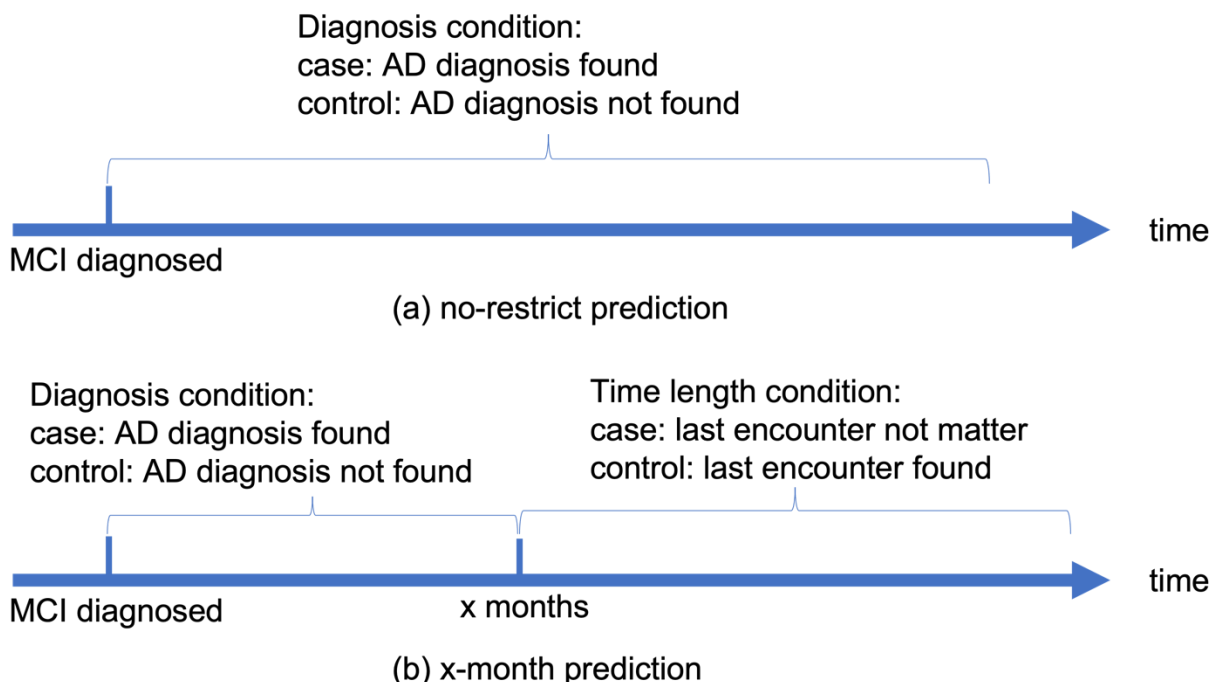 Diagnosis condition:
case: AD diagnosis found
control: AD diagnosis not found
time
MCI diagnosed
(a) no-restrict prediction
Diagnosis condition:
case: AD diagnosis found
control: AD diagnosis not found
Time length condition:
case: last encounter not matter
control: last encounter found
time
MCI diagnosed
x months
(b) x-month prediction